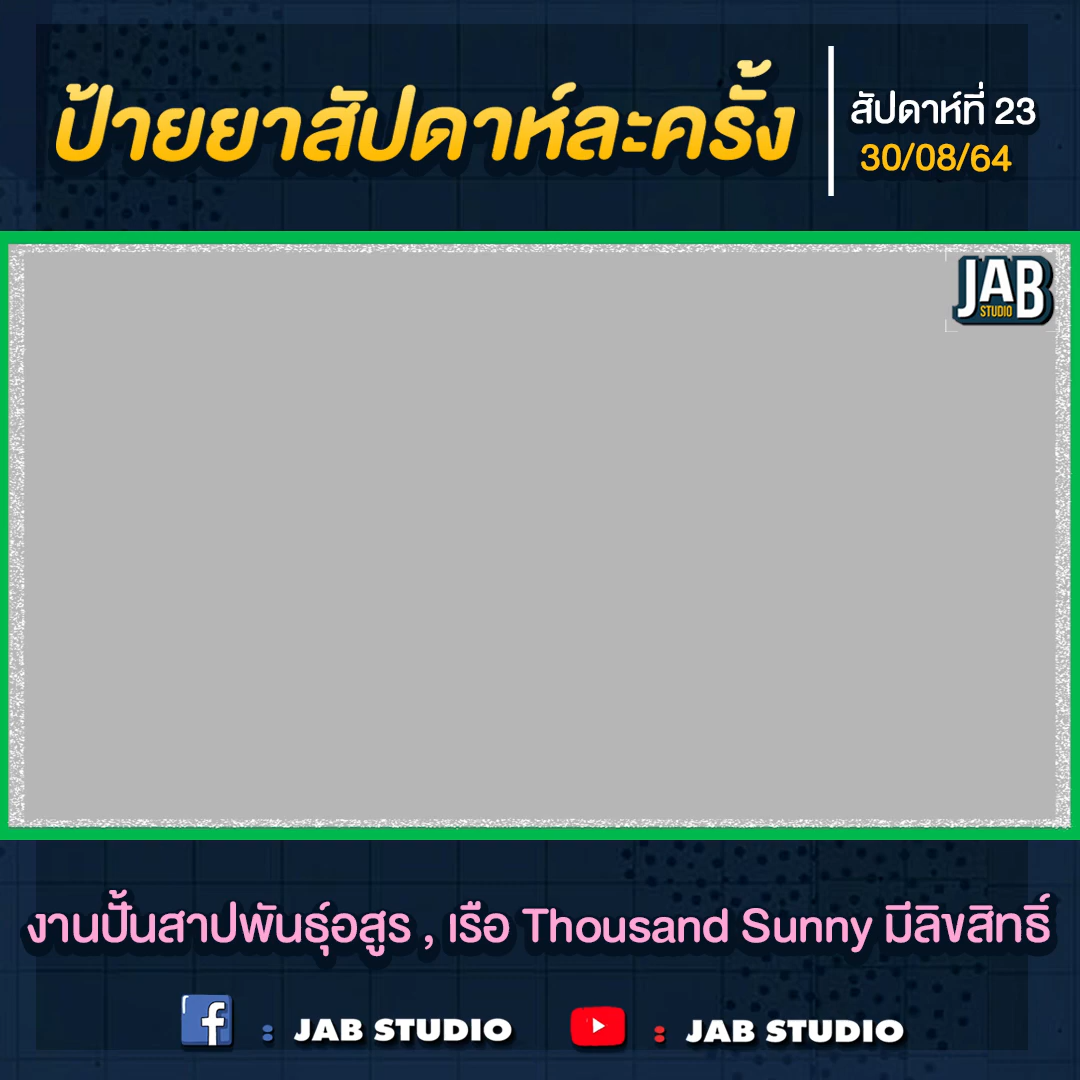 ป้ายยาสัปดาห์ละครั้ง
สัปดาห์ที่ 23
30/08/64
JAB
STUDIO
งานปั้นสาปพันธุ์อสูร , เรือ Thousand Sunny มีลิขสิทธิ์
: JAB STUDIO
: JAB STUDIO